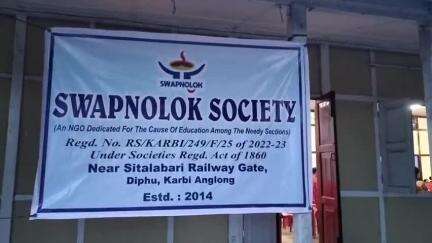 SWAPNOLOK
SWAPNOLOK SOCIETY
(An NGO Dedicated For The Cause Of Education Among The Needy Sections)
Regd. No. RS/KARBI/249/F/25 of 2022-23
Under Societies Regd. Act of 1860
Near Sitalabari Railway Gate,
Diphu, Karbi Anglong
Estd. : 2014